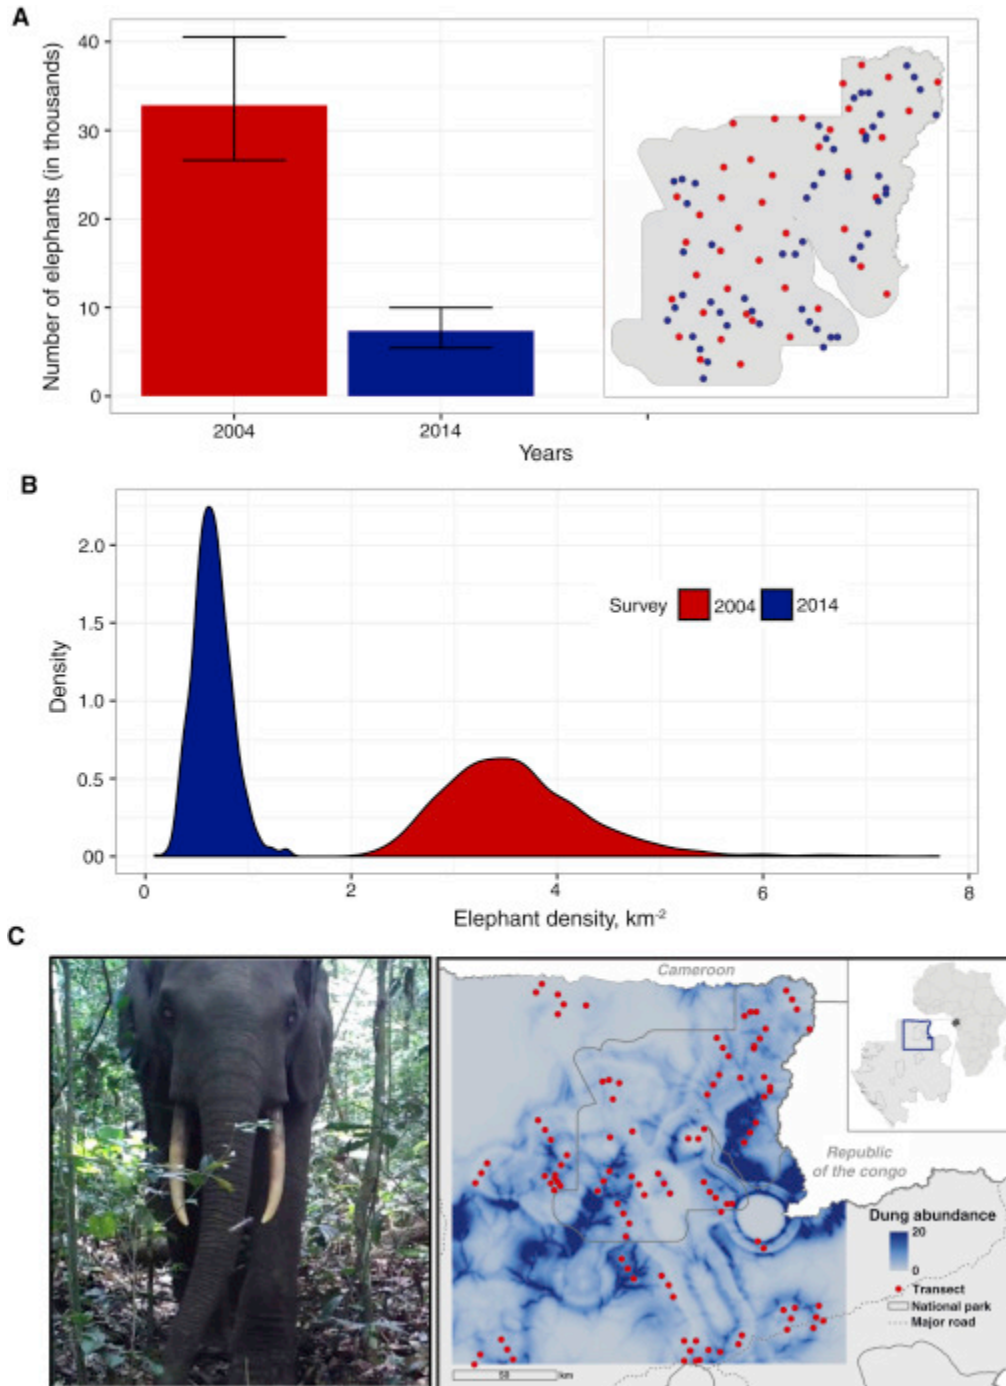 A
Number of elephants (in thousands)
40
30
20
10
0
2004
2014
Years
B
Density
2.0
1.5
1.0
0.5
00
Survey
2004
2014
0
2
4
6
8
Elephant density, km-2
C
Cameroon
Republic
of the congo
Dung abundance
20
0
Transect
National park
Major road
50
km